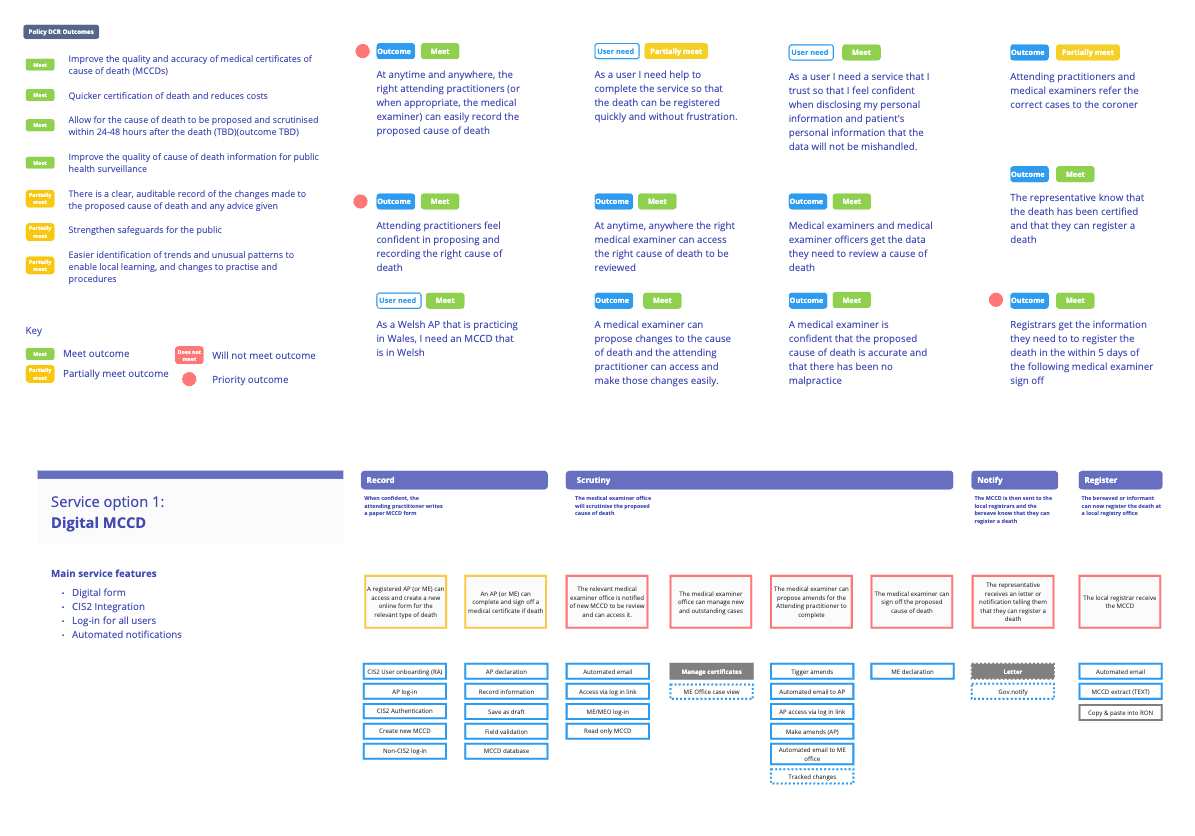 Policy DCR Outcomes
Meet
Improve the quality and accuracy of medical certificates of
cause of death (MCCDs)
Meet
Quicker certification of death and reduces costs
Meet
Allow for the cause of death to be proposed and scrutinised
within 24-48 hours after the death (TBD)(outcome TBD)
Meet
Improve the quality of cause of death information for public
health surveillance
Partially
meet
There is a clear, auditable record of the changes made to
the proposed cause of death and any advice given
Partially
meet
Strengthen safeguards for the public
Partially
meet
Easier identification of trends and unusual patterns to
enable local learning, and changes to practise and
procedures
Key
Meet
Meet outcome
Partially
meet
Partially meet outcome
Does not
meet
Will not meet outcome
Priority outcome
Outcome
Meet
At anytime and anywhere, the
right attending practitioners (or
when appropriate, the medical
examiner) can easily record the
proposed cause of death
User need
Partially meet
As a user I need help to
complete the service so that
the death can be registered
quickly and without frustration.
User need
Meet
As a user I need a service that I
trust so that I feel confident
when disclosing my personal
information and patient's
personal information that the
data will not be mishandled.
Outcome
Partially meet
Attending practitioners and
medical examiners refer the
correct cases to the coroner
Outcome
Meet
The representative know that
the death has been certified
and that they can register a
death
Outcome
Meet
Attending practitioners feel
confident in proposing and
recording the right cause of
death
Outcome
Meet
At anytime, anywhere the right
medical examiner can access
the right cause of death to be
reviewed
Outcome
Meet
Medical examiners and medical
examiner officers get the data
they need to review a cause of
death
User need
Meet
As a Welsh AP that is practicing
in Wales, I need an MCCD that
is in Welsh
Outcome
Meet
A medical examiner can
propose changes to the cause
of death and the attending
practitioner can access and
make those changes easily.
Outcome
Meet
A medical examiner is
confident that the proposed
cause of death is accurate and
that there has been no
malpractice
Outcome
Meet
Registrars get the information
they need to to register the
death in the within 5 days of
the following medical examiner
sign off
Service option 1:
Digital MCCD
Main service features
· Digital form
· CIS2 Integration
· Log-in for all users
· Automated notifications
Record
When confident, the
attending practitioner writes
a paper MCCD form
Scrutiny
The medical examiner office
will scrutinise the proposed
cause of death
Notify
The MCCD is then sent to the
local registrars and the
bereave know that they can
register a death
Register
The bereaved or informant
can now register the death at
a local registry office
A registered AP (or ME) can
access and create a new
online form for the
relevant type of death
An AP (or ME) can
complete and sign off a
medical certificate if death
The relevant medical
examiner office is notified
of new MCCD to be review
and can access it.
The medical examiner
office can manage new
and outstanding cases
The medical examiner can
propose amends for the
Attending practitioner to
complete
The medical examiner can
sign off the proposed
cause of death
The representative
receives an letter or
notification telling them
that they can register a
death
The local registrar receive
the MCCD
CIS2 User onboarding (RA)
AP log-in
CIS2 Authentication
Create new MCCD
Non-CIS2 log-in
AP declaration
Record information
Save as draft
Field validation
MCCD database
Automated email
Access via log in link
ME/MEO log-in
Read only MCCD
Manage certificates
ME Office case view
Tigger amends
Automated email to AP
AP access via log in link
Make amends (AP)
Automated email to ME
office
Tracked changes
ME declaration
Letter
Gov.notify
Automated email
MCCD extract (TEXT)
Copy & paste into RON